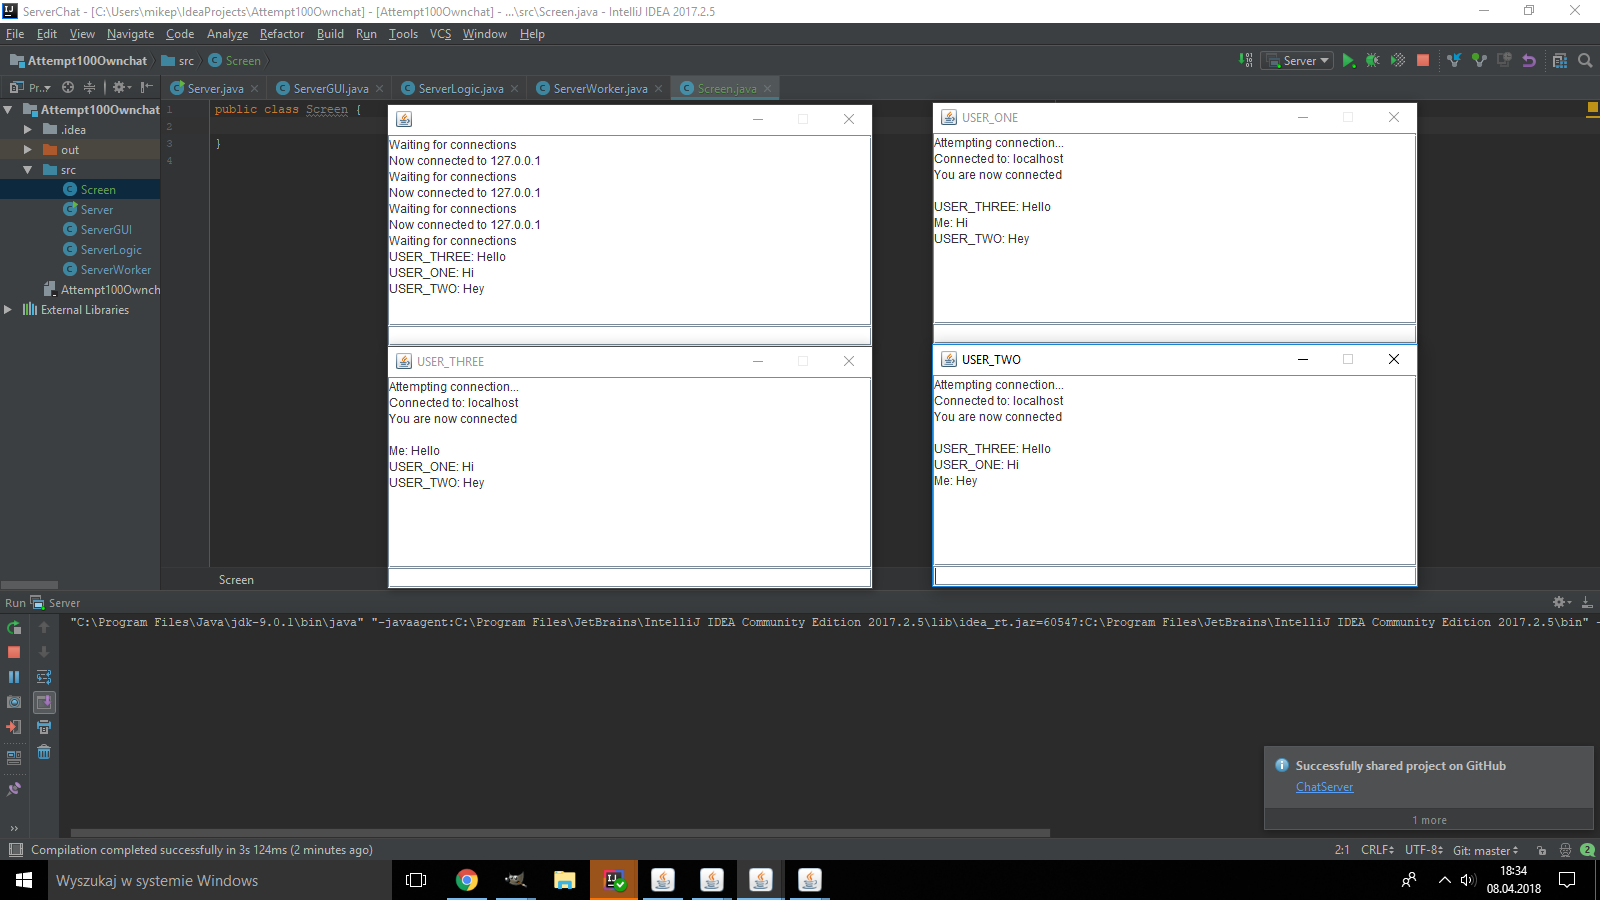 ServerChat - [C:\Users\mikep\IdeaProjects\Attempt100Ownchat] - [Attempt100Ownchat] - ...\src\Screen.java - IntelliJ IDEA 2017.2.5
File Edit View Navigate Code Analyze Refactor Build Run Tools VCS Window Help
Attempt100Ownchat src Screen
Server
Pr..
Server.java ServerGUI.java ServerLogic.java ServerWorker.java Screen.java
Attempt100Ownchat
.idea
out
src
Screen
Server
ServerGUI
ServerLogic
ServerWorker
Attempt100Ownch
External Libraries
1 public class Screen {
2
3 }
4
Waiting for connections
Now connected to 127.0.0.1
Waiting for connections
Now connected to 127.0.0.1
Waiting for connections
Now connected to 127.0.0.1
Waiting for connections
USER_THREE: Hello
USER_ONE: Hi
USER_TWO: Hey
USER_ONE
Attempting connection...
Connected to: localhost
You are now connected
USER_THREE: Hello
Me: Hi
USER_TWO: Hey
USER_THREE
Attempting connection...
Connected to: localhost
You are now connected
Me: Hello
USER_ONE: Hi
USER_TWO: Hey
USER_TWO
Attempting connection...
Connected to: localhost
You are now connected
USER_THREE: Hello
USER_ONE: Hi
Me: Hey
Screen
Run Server
"C:\Program Files\Java\jdk-9.0.1\bin\java" "-javaagent:C:\Program Files\JetBrains\IntelliJ IDEA Community Edition 2017.2.5\lib\idea_rt.jar=60547:C:\Program Files\JetBrains\IntelliJ IDEA Community Edition 2017.2.5\bin" -
Successfully shared project on GitHub
ChatServer
1 more
Compilation completed successfully in 3s 124ms (2 minutes ago)
2:1 CRLF UTF-8 Git: master 2
Wyszukaj w systemie Windows
18:34
08.04.2018